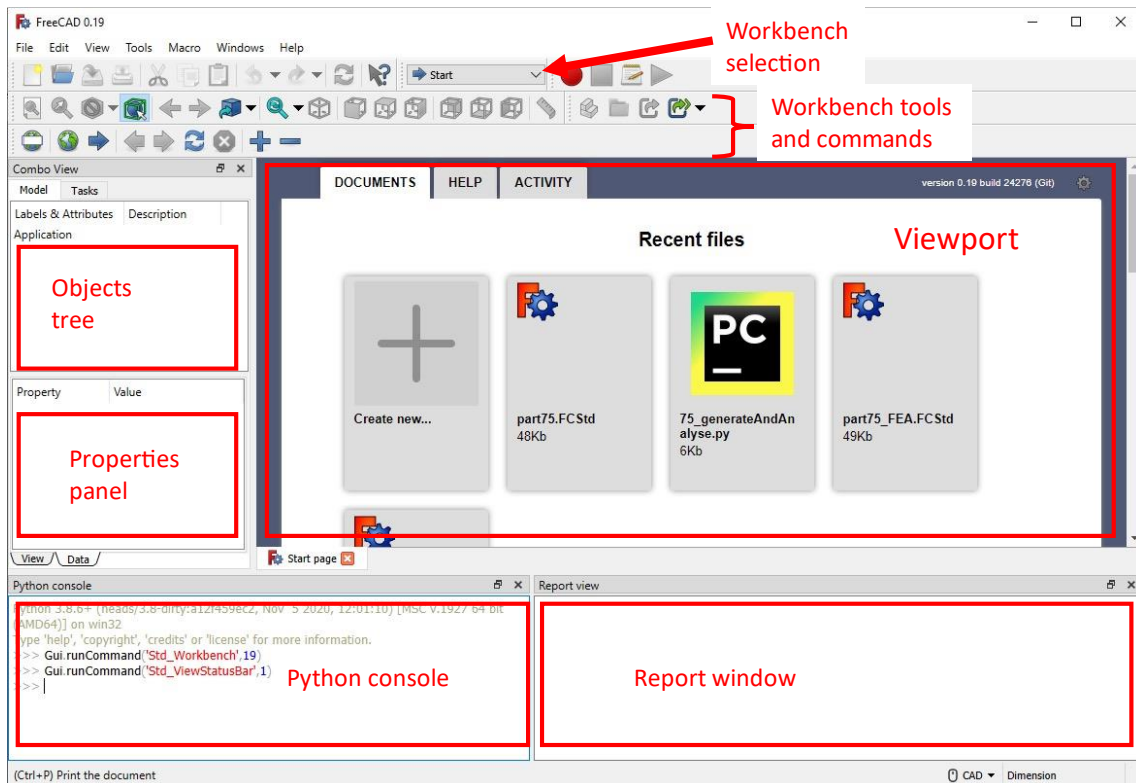 FreeCAD 0.19
File Edit View Tools Macro Windows Help
Start
Workbench
selection
Workbench tools
and commands
Combo View
Model Tasks
Labels & Attributes Description
Application
Objects
tree
Property Value
Properties
panel
View Data
DOCUMENTS HELP ACTIVITY
version 0.19 build 24276 (Git)
Recent files
Viewport
Create new...
part75.FCStd
48Kb
PC
75_generateAndAn
alyse.py
6Kb
part75_FEA.FCStd
49Kb
Start page
Python console
Python 3.8.6+ (heads/3.8-dirty:a12f459ec2, Nov 5 2020, 12:01:10) [MSC v.1927 64 bit
(AMD64)] on win32
Type 'help', 'copyright', 'credits' or 'license' for more information.
>>> Gui.runCommand('Std_Workbench',19)
>>> Gui.runCommand('Std_ViewStatusBar',1)
>>>
Python console
Report view
Report window
(Ctrl+P) Print the document
CAD Dimension